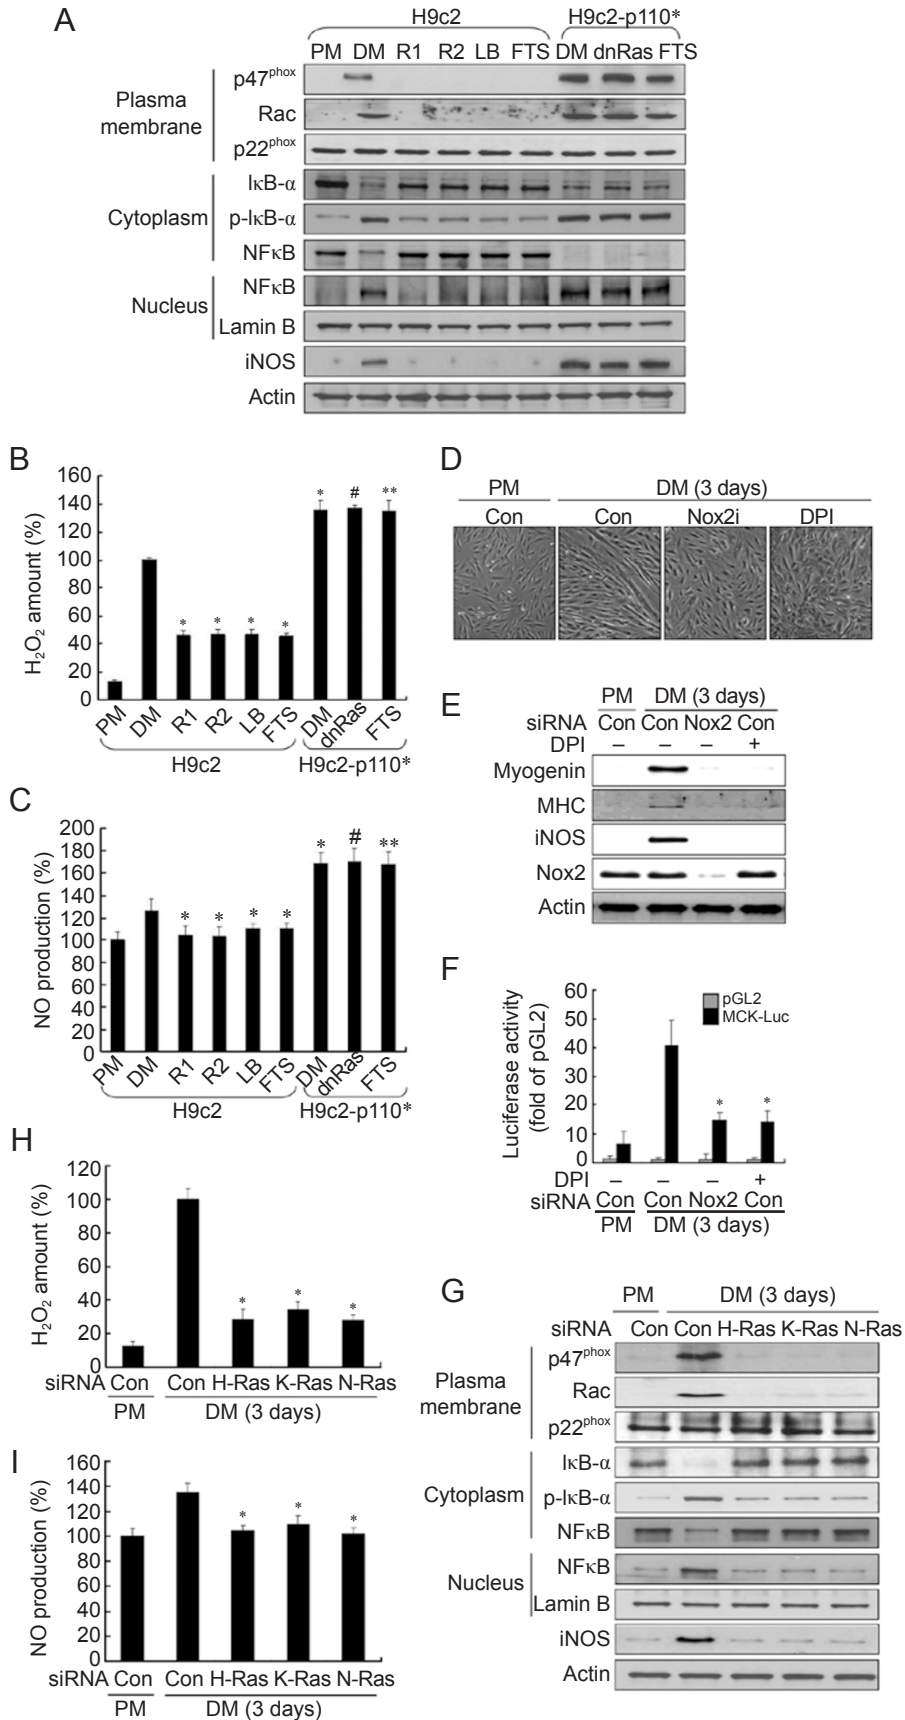 A
H9c2 H9c2-p110*
PM DM R1 R2 LB FTS DM dnRas FTS
Plasma membrane
p47phox
Rac
p22phox
Cytoplasm
IκB-α
p-IκB-α
NFκB
Nucleus
NFκB
Lamin B
iNOS
Actin
B
H2O2 amount (%)
160
140
120
100
80
60
40
20
0
* * * * * # **
PM DM R1 R2 LB FTS DM dnRas FTS
H9c2 H9c2-p110*
C
NO production (%)
200
180
160
140
120
100
80
60
40
20
0
* * * * * # **
PM DM R1 R2 LB FTS DM dnRas FTS
H9c2 H9c2-p110*
D
PM DM (3 days)
Con Con Nox2i DPI
E
PM DM (3 days)
siRNA Con Con Nox2 Con
DPI – – – +
Myogenin
MHC
iNOS
Nox2
Actin
F
Luciferase activity
(fold of pGL2)
60
50
40
30
20
10
0
pGL2
MCK-Luc
* *
DPI – – – +
siRNA Con Con Nox2 Con
PM DM (3 days)
H
H2O2 amount (%)
120
100
80
60
40
20
0
* * *
siRNA Con Con H-Ras K-Ras N-Ras
PM DM (3 days)
I
NO production (%)
160
140
120
100
80
60
40
20
0
* * *
siRNA Con Con H-Ras K-Ras N-Ras
PM DM (3 days)
G
PM DM (3 days)
siRNA Con Con H-Ras K-Ras N-Ras
Plasma
membrane
p47phox
Rac
p22phox
Cytoplasm
IκB-α
p-IκB-α
NFκB
Nucleus
NFκB
Lamin B
iNOS
Actin